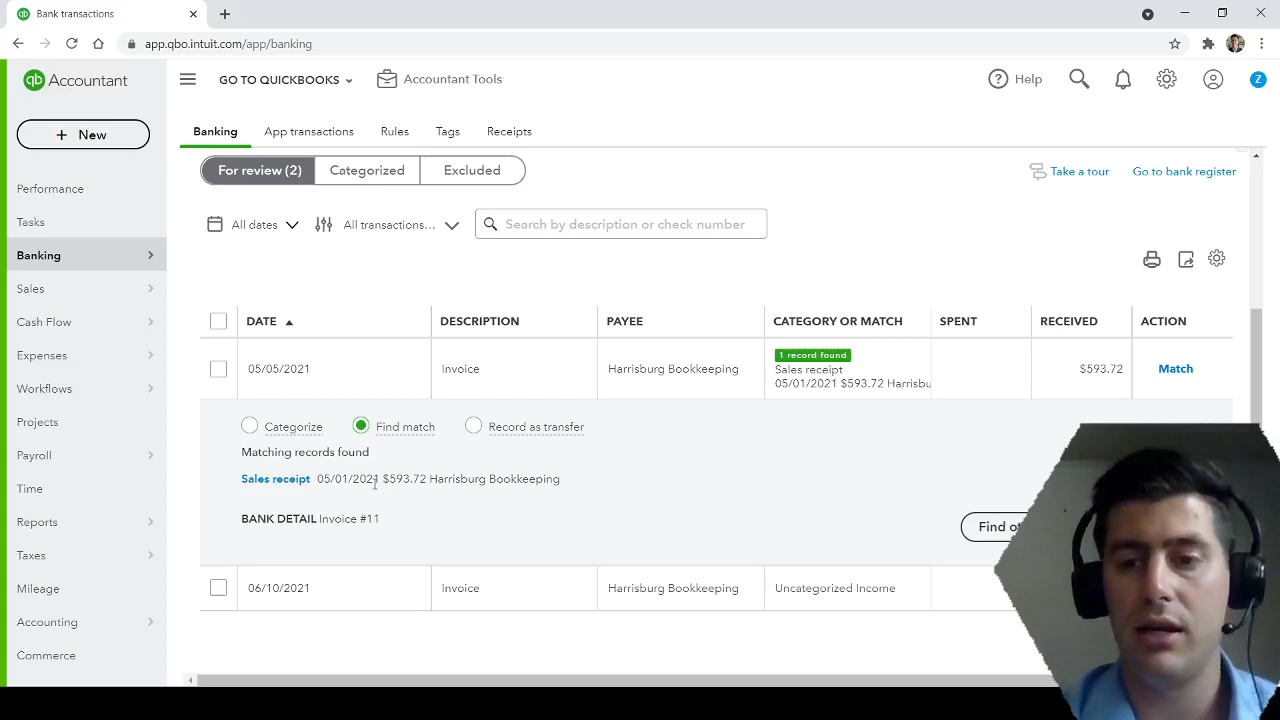 Bank transactions
app.qbo.intuit.com/app/banking
qb Accountant
GO TO QUICKBOOKS
Accountant Tools
Help
Z
+ New
Banking
App transactions
Rules
Tags
Receipts
Performance
Tasks
Banking
Sales
Cash Flow
Expenses
Workflows
Projects
Payroll
Time
Reports
Taxes
Mileage
Accounting
Commerce
For review (2)
Categorized
Excluded
Take a tour
Go to bank register
All dates
All transactions...
Search by description or check number
DATE
DESCRIPTION
PAYEE
CATEGORY OR MATCH
SPENT
RECEIVED
ACTION
05/05/2021
Invoice
Harrisburg Bookkeeping
1 record found
Sales receipt
05/01/2021 $593.72 Harrisbu
$593.72
Match
Categorize
Find match
Record as transfer
Matching records found
Sales receipt 05/01/2021 $593.72 Harrisburg Bookkeeping
BANK DETAIL Invoice #11
Find
06/10/2021
Invoice
Harrisburg Bookkeeping
Uncategorized Income